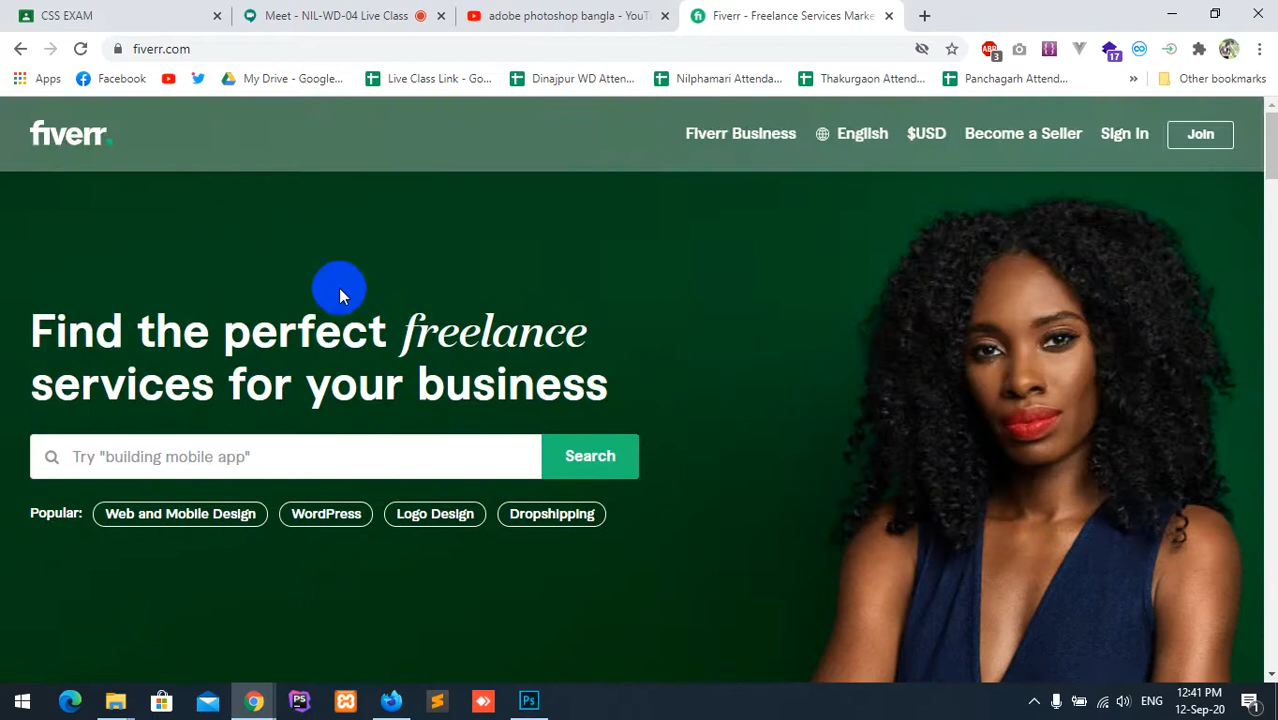 CSS EXAM
Meet - NIL-WD-04 Live Class
adobe photoshop bangla - YouTu
Fiverr - Freelance Services Marke
fiverr.com
3
17
Apps
Facebook
My Drive - Google...
Live Class Link - Go...
Dinajpur WD Atten...
Nilphamari Attenda...
Thakurgaon Attend...
Panchagarh Attend...
Other bookmarks
fiverr.
Fiverr Business
English
$USD
Become a Seller
Sign In
Join
Find the perfect freelance
services for your business
Try "building mobile app"
Search
Popular:
Web and Mobile Design
WordPress
Logo Design
Dropshipping
ENG
12:41 PM
12-Sep-20
1